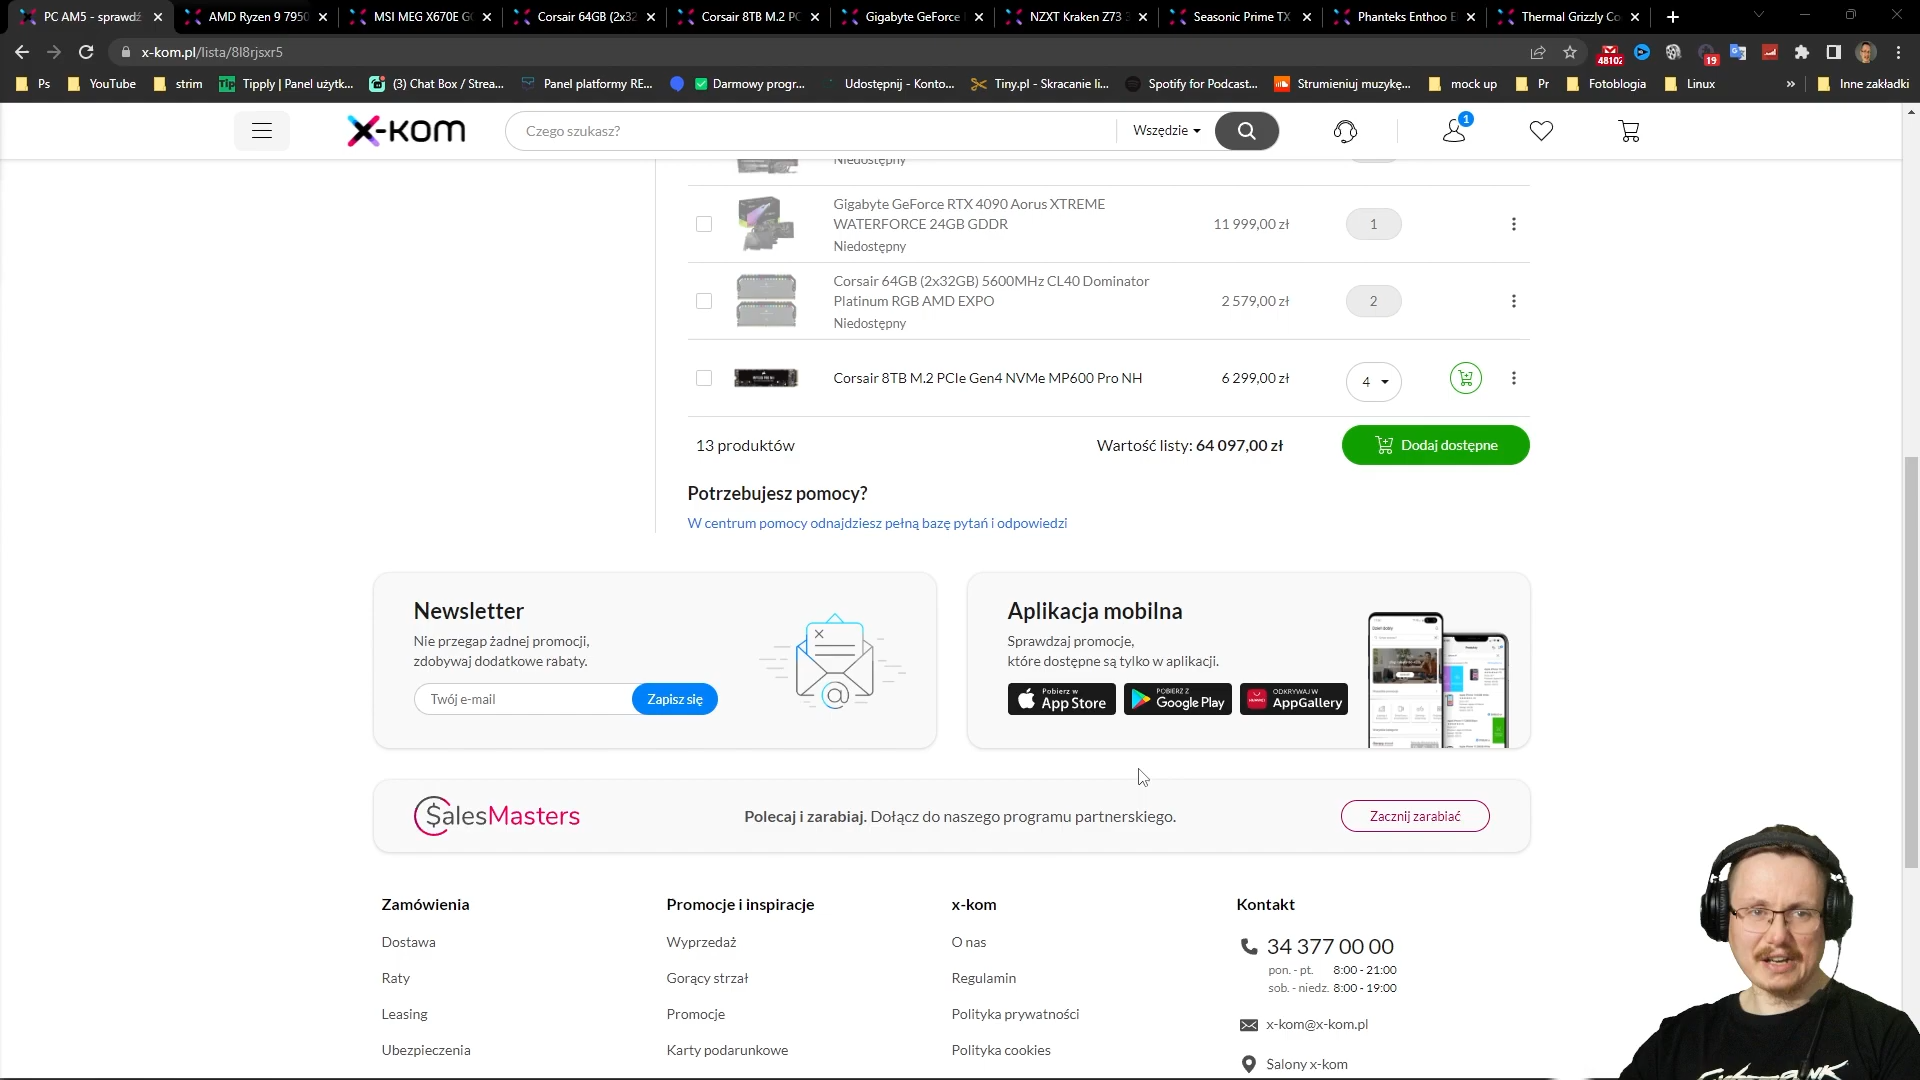 PC AM5 - sprawdź
AMD Ryzen 9 795
MSI MEG X670E G
Corsair 64GB (2x32
Corsair 8TB M.2 PC
Gigabyte GeForce
NZXT Kraken Z73
Seasonic Prime TX
Phanteks Enthoo E
Thermal Grizzly Co
x-kom.pl/lista/8l8rjsxr5
48102
19
Ps
YouTube
strim
Tip
Tipply | Panel użytk...
(3) Chat Box / Strea...
Panel platformy RE...
Darmowy progr...
Udostępnij - Konto...
Tiny.pl - Skracanie li...
Spotify for Podcast...
Strumieniuj muzykę...
mock up
Pr
Fotoblogia
Linux
»
Inne zakładki
x-kom
Czego szukasz?
Wszędzie
1
Niedostępny
Gigabyte GeForce RTX 4090 Aorus XTREME
WATERFORCE 24GB GDDR
Niedostępny
11 999,00 zł
1
Corsair 64GB (2x32GB) 5600MHz CL40 Dominator
Platinum RGB AMD EXPO
Niedostępny
2 579,00 zł
2
Corsair 8TB M.2 PCIe Gen4 NVMe MP600 Pro NH
6 299,00 zł
4
13 produktów
Wartość listy: 64 097,00 zł
Dodaj dostępne
Potrzebujesz pomocy?
W centrum pomocy odnajdziesz pełną bazę pytań i odpowiedzi
Newsletter
Nie przegap żadnej promocji,
zdobywaj dodatkowe rabaty.
Twój e-mail
Zapisz się
Aplikacja mobilna
Sprawdzaj promocje,
które dostępne są tylko w aplikacji.
Pobierz w
App Store
POBIERZ Z
Google Play
ODKRYWAJ W
AppGallery
SalesMasters
Polecaj i zarabiaj. Dołącz do naszego programu partnerskiego.
Zacznij zarabiać
Zamówienia
Dostawa
Raty
Leasing
Ubezpieczenia
Promocje i inspiracje
Wyprzedaż
Gorący strzał
Promocje
Karty podarunkowe
x-kom
O nas
Regulamin
Polityka prywatności
Polityka cookies
Kontakt
34 377 00 00
pon. - pt. 8:00 - 21:00
sob. - niedz. 8:00 - 19:00
x-kom@x-kom.pl
Salony x-kom